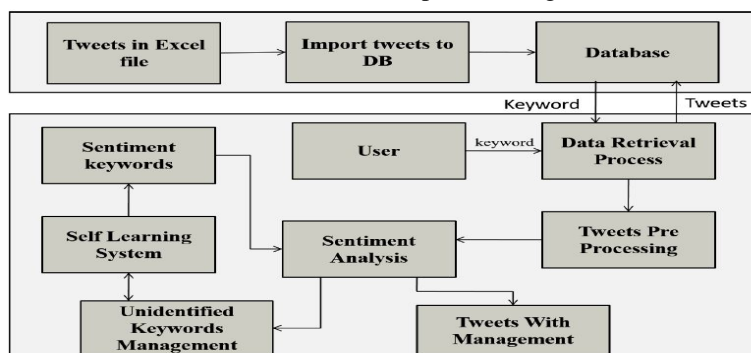 Tweets in Excel
file
Import tweets to
DB
Database
Keyword
Tweets
Sentiment
keywords
User
keyword
Data Retrieval
Process
Self Learning
System
Sentiment
Analysis
Tweets Pre
Processing
Unidentified
Keywords
Management
Tweets With
Management